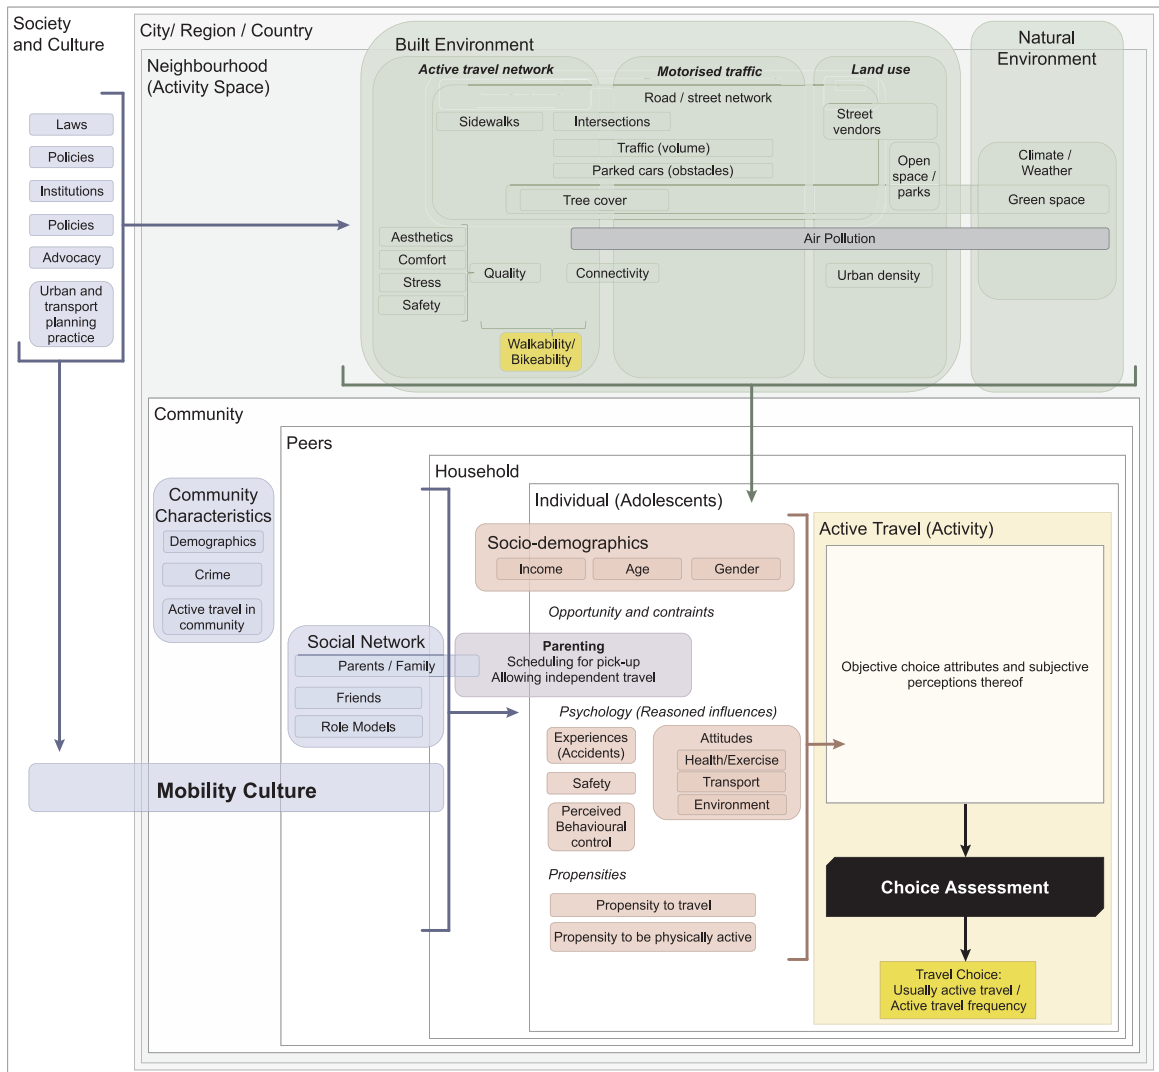 Society
and Culture
Laws
Policies
Institutions
Policies
Advocacy
Urban and
transport
planning
practice
City/ Region / Country
Neighbourhood
(Activity Space)
Built Environment
Active travel network
Motorised traffic
Land use
Road / street network
Sidewalks
Intersections
Street
vendors
Traffic (volume)
Parked cars (obstacles)
Open
space /
parks
Tree cover
Natural
Environment
Climate /
Weather
Green space
Air Pollution
Aesthetics
Comfort
Stress
Safety
Quality
Connectivity
Urban density
Walkability/
Bikeability
Community
Peers
Household
Individual (Adolescents)
Community
Characteristics
Demographics
Crime
Active travel in
community
Social Network
Parents / Family
Friends
Role Models
Mobility Culture
Socio-demographics
Income
Age
Gender
Opportunity and contraints
Parenting
Scheduling for pick-up
Allowing independent travel
Psychology (Reasoned influences)
Experiences
(Accidents)
Safety
Perceived
Behavioural
control
Attitudes
Health/Exercise
Transport
Environment
Propensities
Propensity to travel
Propensity to be physically active
Active Travel (Activity)
Objective choice attributes and subjective
perceptions thereof
Choice Assessment
Travel Choice:
Usually active travel /
Active travel frequency